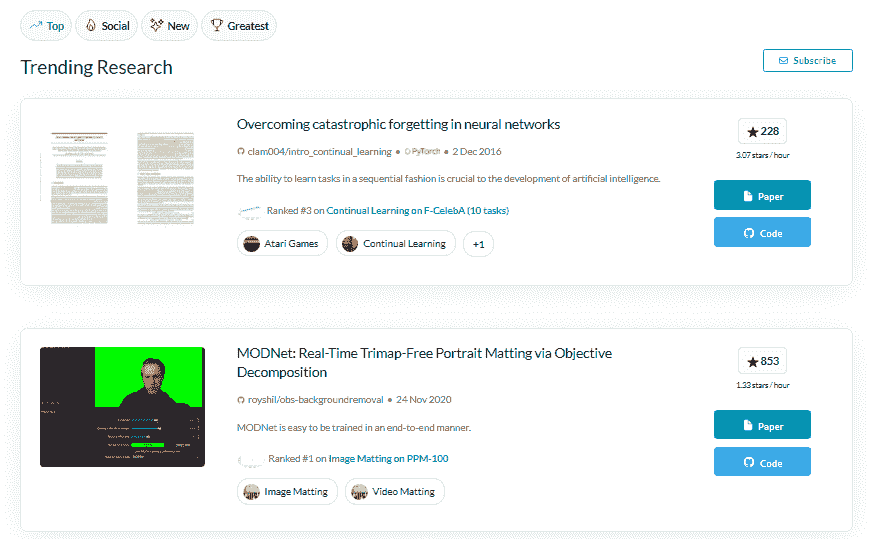 Top Social New Greatest
Trending Research
Subscribe
Overcoming catastrophic forgetting in neural networks
clam004/intro_continual_learning • PyTorch • 2 Dec 2016
The ability to learn tasks in a sequential fashion is crucial to the development of artificial intelligence.
Ranked #3 on Continual Learning on F-CelebA (10 tasks)
Atari Games Continual Learning +1
228
3.07 stars / hour
Paper
Code
MODNet: Real-Time Trimap-Free Portrait Matting via Objective
Decomposition
royshil/obs-backgroundremoval • 24 Nov 2020
MODNet is easy to be trained in an end-to-end manner.
Ranked #1 on Image Matting on PPM-100
Image Matting Video Matting
853
1.33 stars / hour
Paper
Code